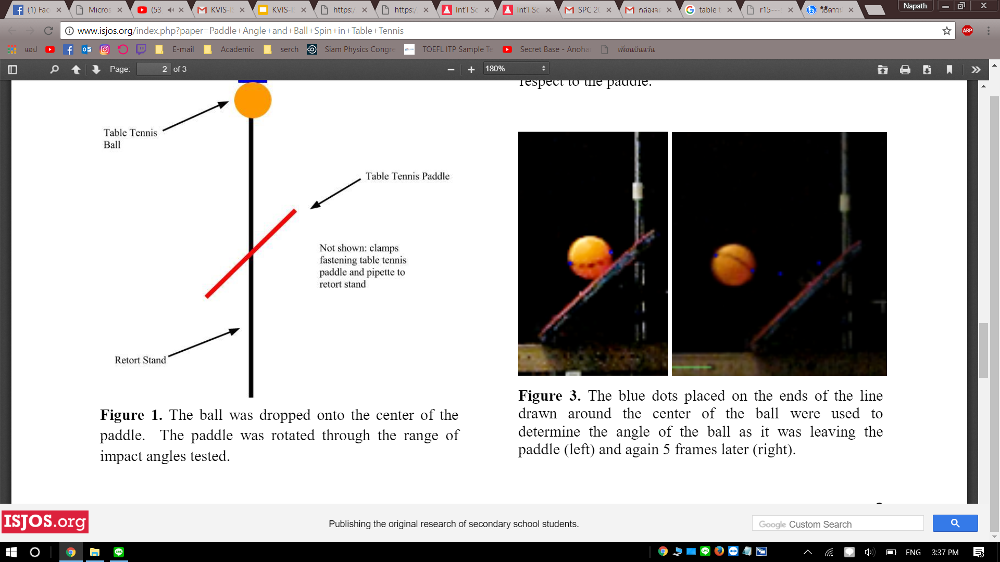 (1) Fac
Micros
(53
KVIS-IS
KVIS-IS
https:/
https:/
Int'l Sc
Int'l Sc
SPC 20
กล่องจด
table t
r15---s
วิธีดาวน์
Napath
www.isjos.org/index.php?paper=Paddle+Angle+and+Ball+Spin+in+Table+Tennis
ABP
แอป
E-mail
Academic
serch
Siam Physics Congre
TOEFL ITP Sample Te
Secret Base - Anoha
เพื่อนบินแว้น
Page:
2
of 3
180%
Table Tennis
Ball
Table Tennis Paddle
Not shown: clamps
fastening table tennis
paddle and pipette to
retort stand
Retort Stand
Figure 1. The ball was dropped onto the center of the
paddle. The paddle was rotated through the range of
impact angles tested.
respect to the paddle.
Figure 3. The blue dots placed on the ends of the line
drawn around the center of the ball were used to
determine the angle of the ball as it was leaving the
paddle (left) and again 5 frames later (right).
ISJOS.org
Publishing the original research of secondary school students.
Google Custom Search
ENG
3:37 PM